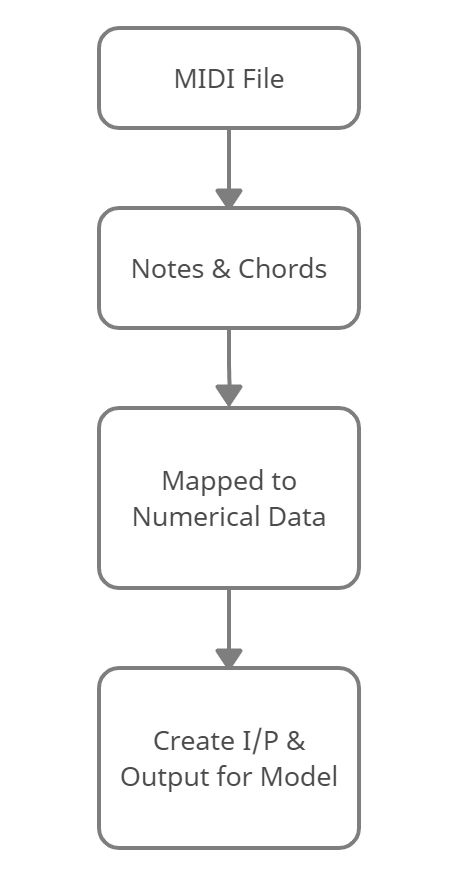 MIDI File
Notes & Chords
Mapped to
Numerical Data
Create I/P &
Output for Model